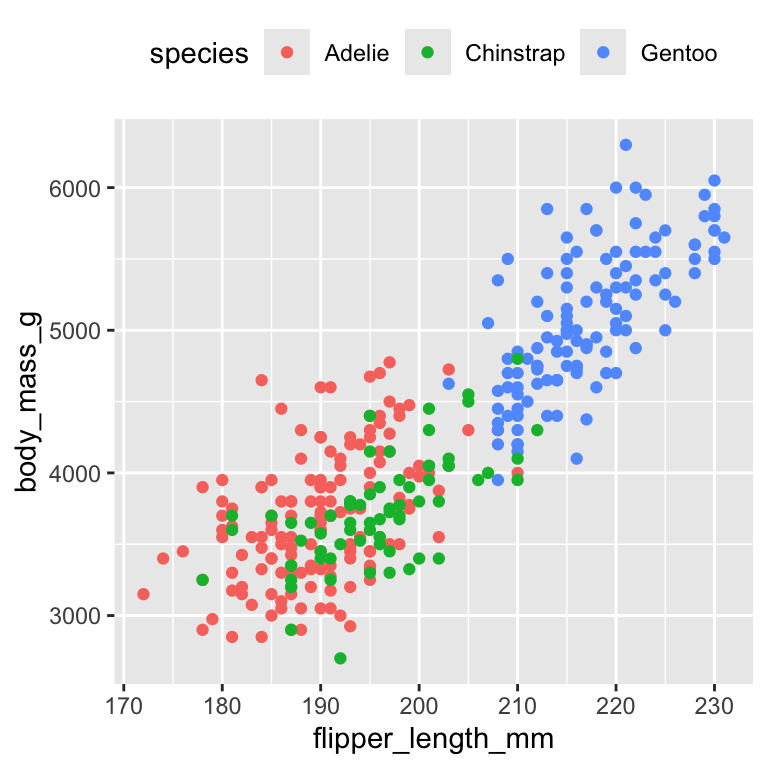 species Adelie Chinstrap Gentoo
6000
5000
4000
3000
body_mass_g
170 180 190 200 210 220 230
flipper_length_mm